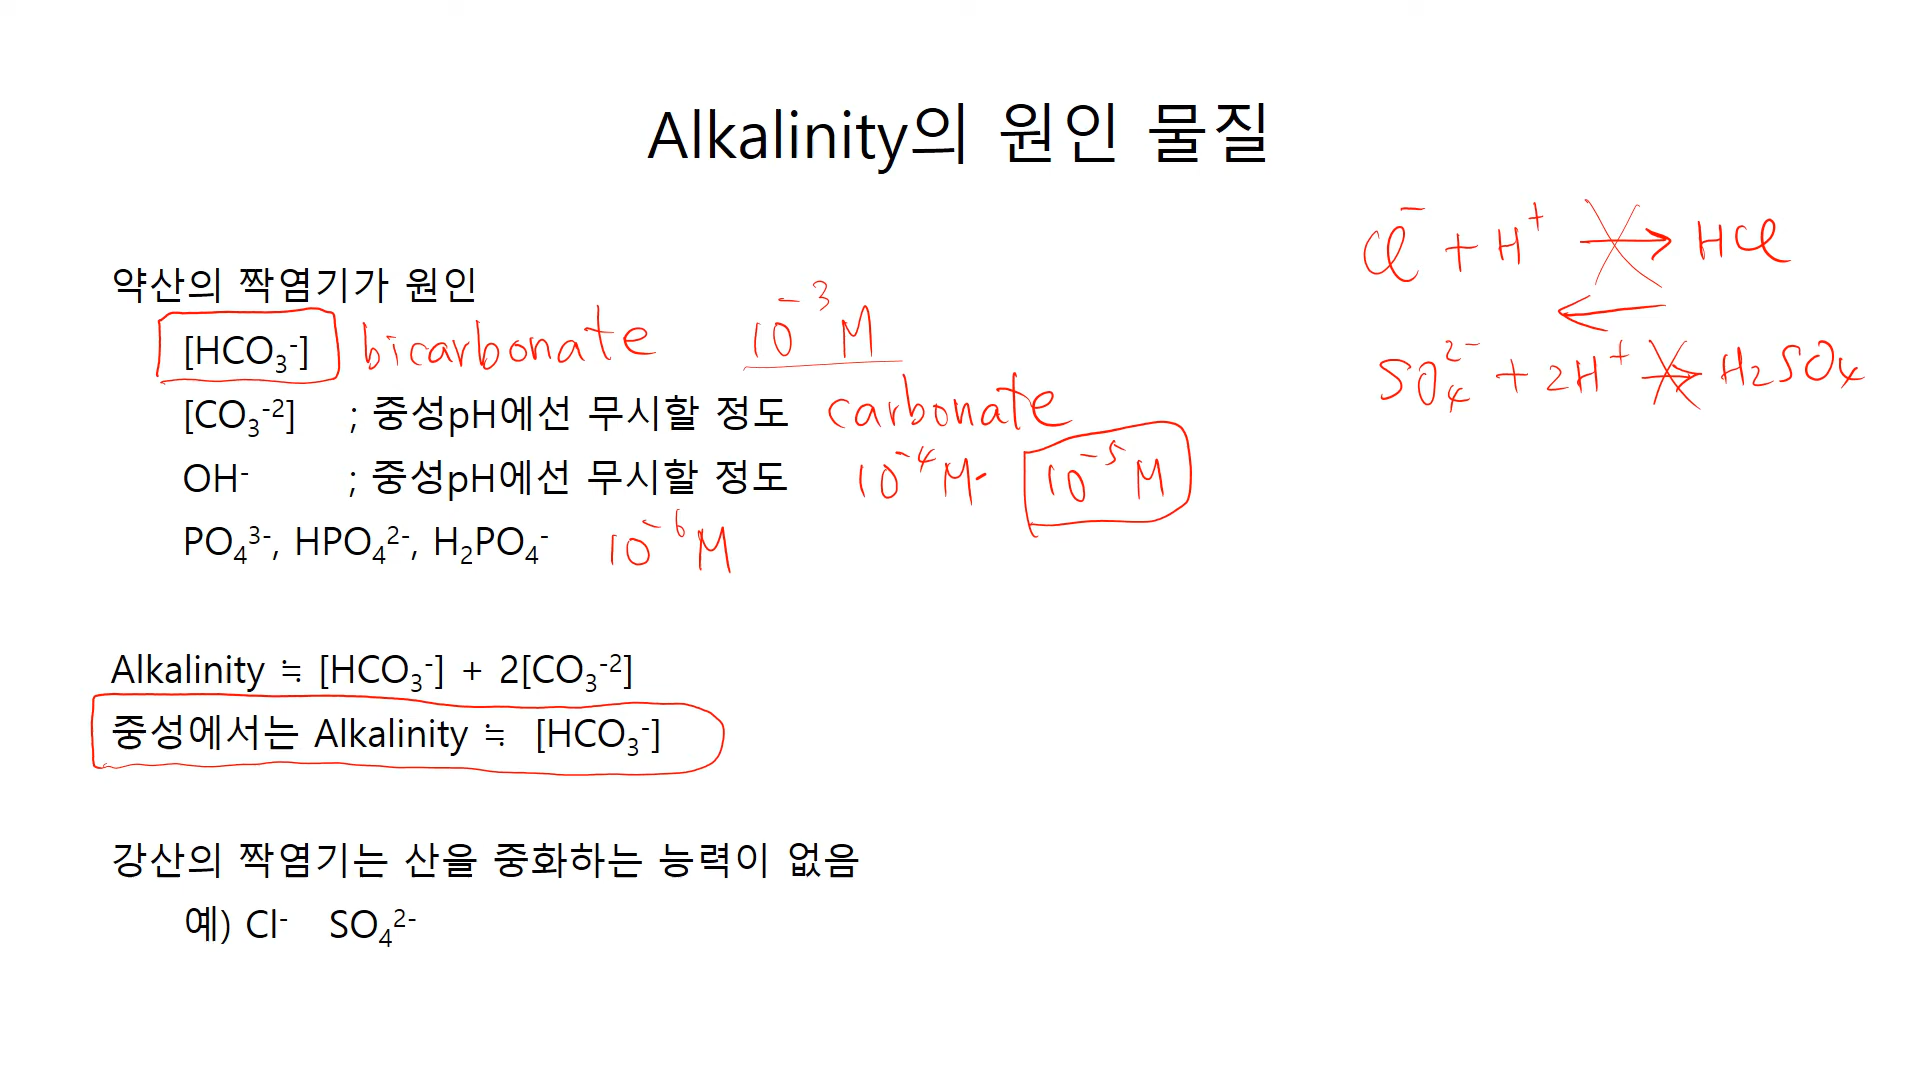 Alkalinity의 원인 물질
Cl⁻ + H⁺ → HCl
약산의 짝염기가 원인
[HCO₃⁻] bicarbonate 10⁻³ M
SO₄²⁻ + 2H⁺ → H₂SO₄
[CO₃⁻²] ; 중성pH에선 무시할 정도 carbonate
OH⁻ ; 중성pH에선 무시할 정도 10⁻⁴ M. 10⁻⁵ M
PO₄³⁻, HPO₄²⁻, H₂PO₄⁻ 10⁻⁶ M
Alkalinity ≒ [HCO₃⁻] + 2[CO₃⁻²]
중성에서는 Alkalinity ≒ [HCO₃⁻]
강산의 짝염기는 산을 중화하는 능력이 없음
예) Cl⁻ SO₄²⁻